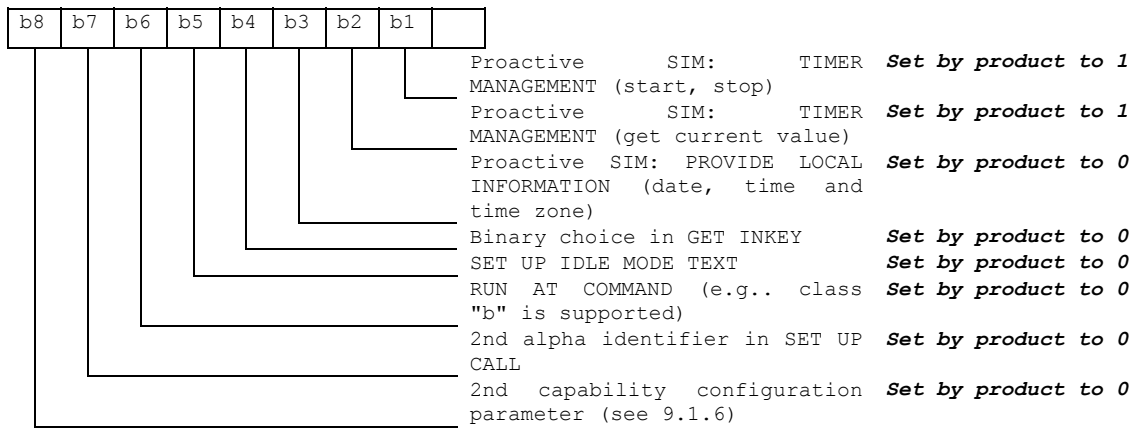 b8 b7 b6 b5 b4 b3 b2 b1
Proactive SIM: TIMER Set by product to 1
MANAGEMENT (start, stop)
Proactive SIM: TIMER Set by product to 1
MANAGEMENT (get current value)
Proactive SIM: PROVIDE LOCAL Set by product to 0
INFORMATION (date, time and
time zone)
Binary choice in GET INKEY Set by product to 0
SET UP IDLE MODE TEXT Set by product to 0
RUN AT COMMAND (e.g.. class Set by product to 0
"b" is supported)
2nd alpha identifier in SET UP Set by product to 0
CALL
2nd capability configuration Set by product to 0
parameter (see 9.1.6)